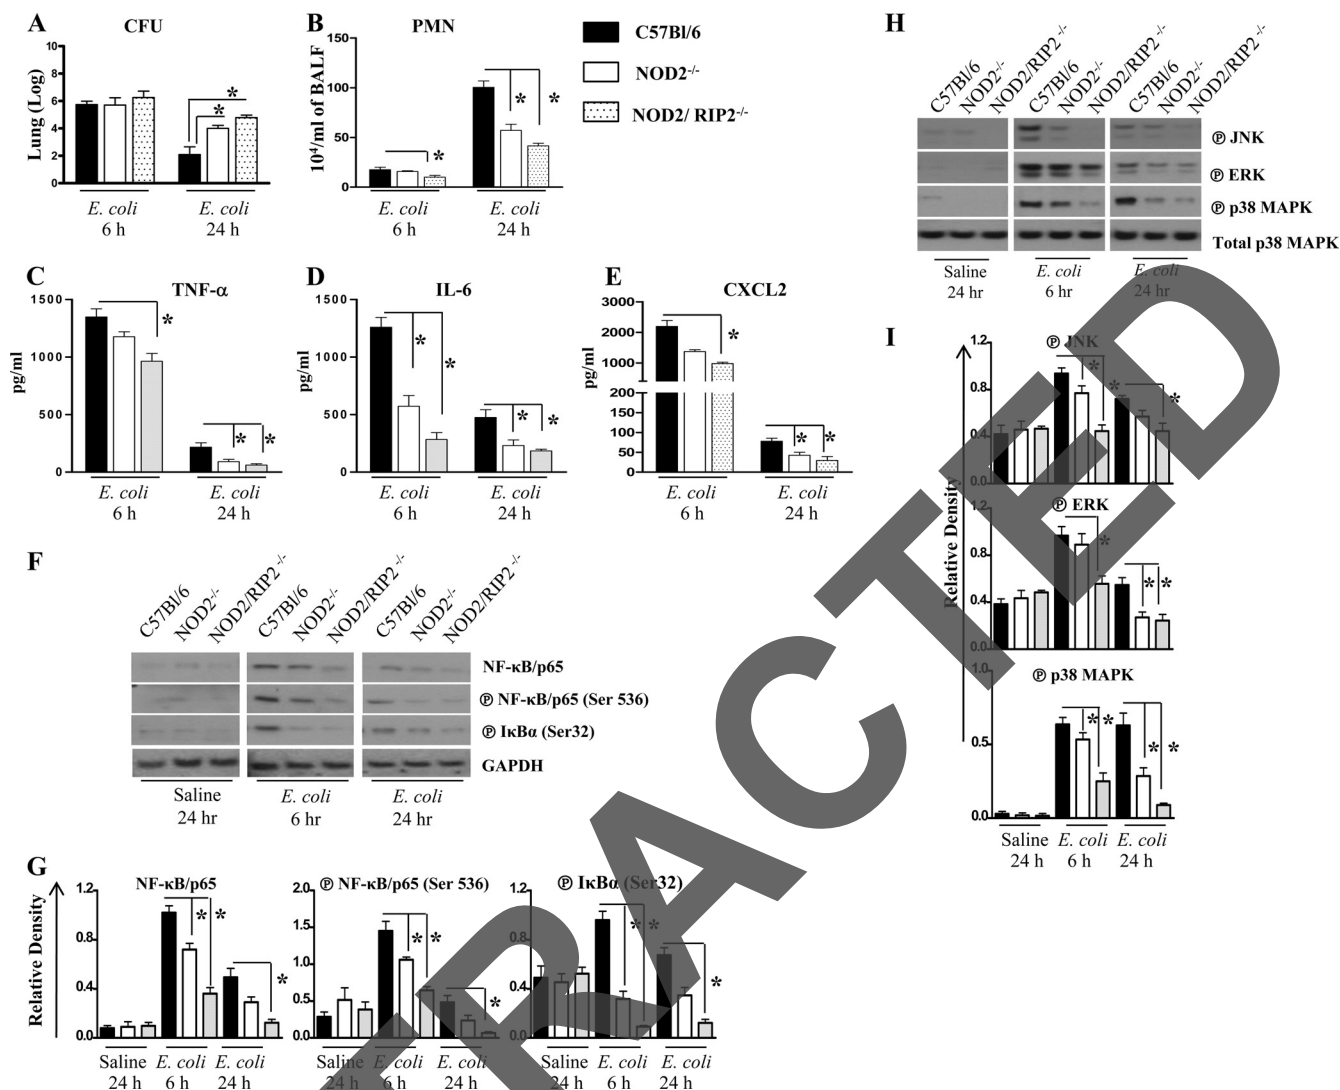 A
CFU
Lung (Log)
10
8
6
4
2
0
*
*
E. coli
6 h
E. coli
24 h
B
PMN
10⁴/ml of BALF
150
100
50
0
*
*
*
E. coli
6 h
E. coli
24 h
C57Bl/6
NOD2-/-
NOD2/ RIP2-/-
C
TNF-α
pg/ml
1500
1000
500
0
*
*
*
E. coli
6 h
E. coli
24 h
D
IL-6
pg/ml
1500
1000
500
0
*
*
*
*
E. coli
6 h
E. coli
24 h
E
CXCL2
pg/ml
3000
2000
1000
200
150
100
50
0
*
*
*
E. coli
6 h
E. coli
24 h
F
C57Bl/6
NOD2-/-
NOD2/RIP2-/-
C57Bl/6
NOD2-/-
NOD2/RIP2-/-
C57Bl/6
NOD2-/-
NOD2/RIP2-/-
NF-κB/p65
Ⓟ NF-κB/p65 (Ser 536)
Ⓟ IκBα (Ser32)
GAPDH
Saline
24 hr
E. coli
6 hr
E. coli
24 hr
G
Relative Density
NF-κB/p65
1.2
0.8
0.4
0.0
* *
*
Saline
24 h
E. coli
6 h
E. coli
24 h
Ⓟ NF-κB/p65 (Ser 536)
2.0
1.5
1.0
0.5
0.0
* *
*
Saline
24 h
E. coli
6 h
E. coli
24 h
Ⓟ IκBα (Ser32)
1.2
0.8
0.4
0.0
* *
*
Saline
24 h
E. coli
6 h
E. coli
24 h
H
C57Bl/6
NOD2-/-
NOD2/RIP2-/-
C57Bl/6
NOD2-/-
NOD2/RIP2-/-
C57Bl/6
NOD2-/-
NOD2/RIP2-/-
Ⓟ JNK
Ⓟ ERK
Ⓟ p38 MAPK
Total p38 MAPK
Saline
24 hr
E. coli
6 hr
E. coli
24 hr
I
Relative Density
Ⓟ JNK
1.2
0.8
0.4
0.0
* *
*
Ⓟ ERK
1.2
0.8
0.4
0.0
*
* *
Ⓟ p38 MAPK
1.0
0.5
0.0
* *
* *
Saline
24 h
E. coli
6 h
E. coli
24 h
TRACTED